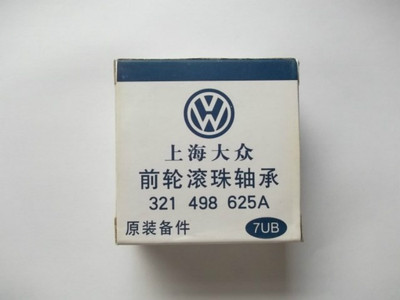 上海大众
前轮滚珠轴承
321 498 625A
原装备件 7UB